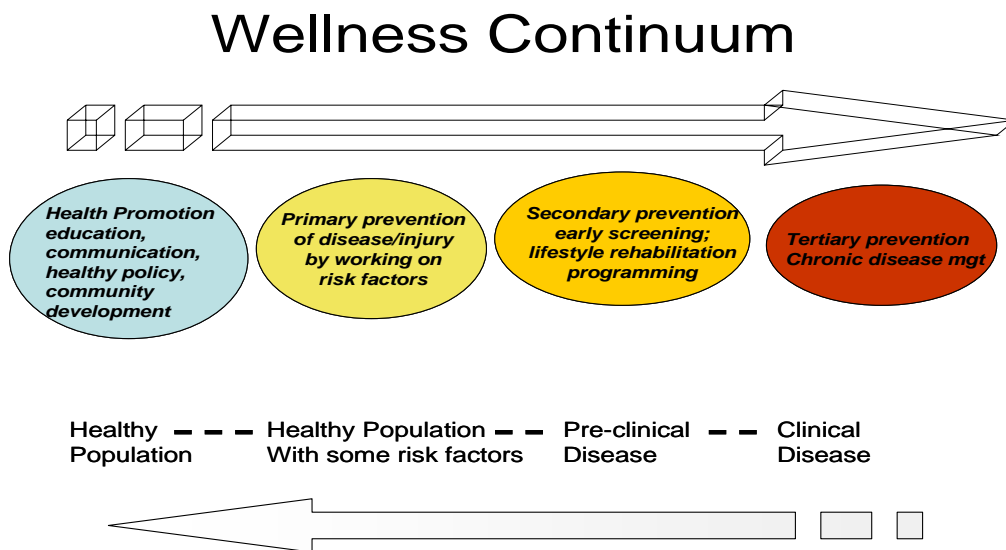 Wellness Continuum
Health Promotion
education,
communication,
healthy policy,
community
development
Primary prevention
of disease/injury
by working on
risk factors
Secondary prevention
early screening;
lifestyle rehabilitation
programming
Tertiary prevention
Chronic disease mgt
Healthy
Population
Healthy Population
With some risk factors
Pre-clinical
Disease
Clinical
Disease